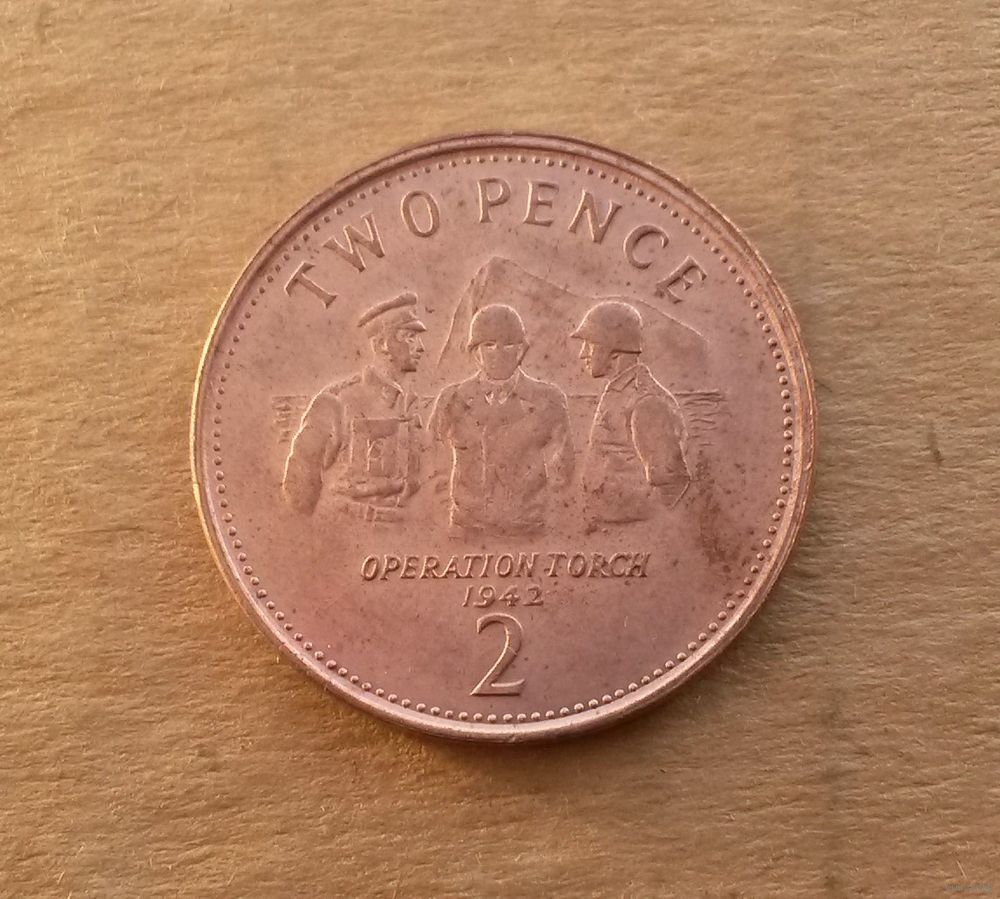 TWO PENCE
OPERATION TORCH
1942
2